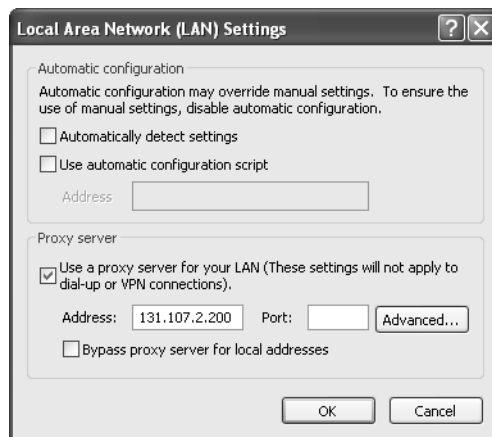 Local Area Network (LAN) Settings
Automatic configuration
Automatic configuration may override manual settings. To ensure the
use of manual settings, disable automatic configuration.
Automatically detect settings
Use automatic configuration script
Address
Proxy server
Use a proxy server for your LAN (These settings will not apply to
dial-up or VPN connections).
Address: 131.107.2.200 Port: Advanced...
Bypass proxy server for local addresses
OK Cancel